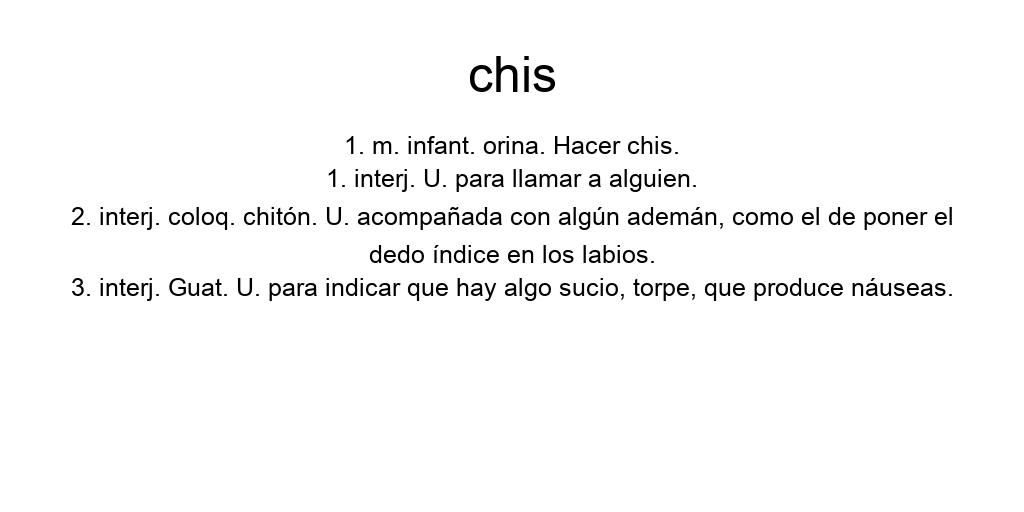 chis
1. m. infant. orina. Hacer chis.
1. interj. U. para llamar a alguien.
2. interj. coloq. chitón. U. acompañada con algún ademán, como el de poner el
dedo índice en los labios.
3. interj. Guat. U. para indicar que hay algo sucio, torpe, que produce náuseas.